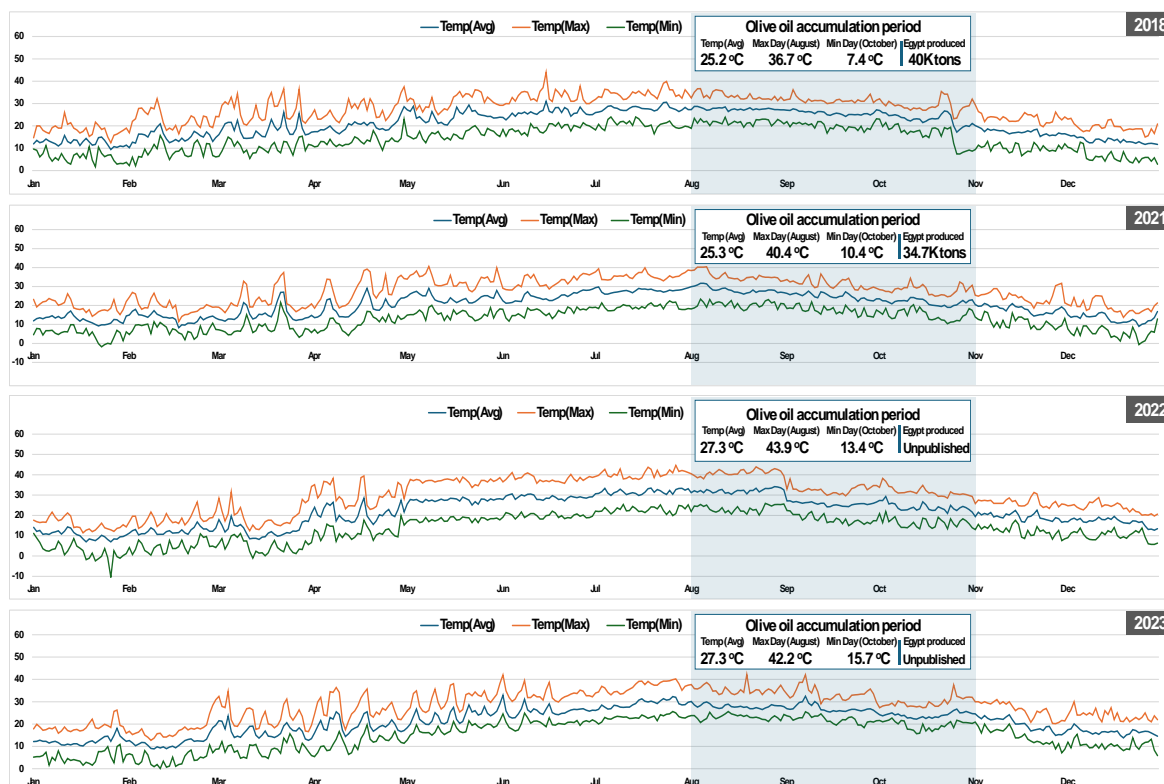 2018
Temp(Avg) Temp(Max) Temp(Min)
Olive oil accumulation period
Temp (Avg) Max Day (August) Min Day (October) Egypt produced
25.2 ºC 36.7 ºC 7.4 ºC 40K tons
60
50
40
30
20
10
0
Jan Feb Mar Apr May Jun Jul Aug Sep Oct Nov Dec
2021
Temp(Avg) Temp(Max) Temp(Min)
Olive oil accumulation period
Temp (Avg) Max Day (August) Min Day (October) Egypt produced
25.3 ºC 40.4 ºC 10.4 ºC 34.7K tons
60
50
40
30
20
10
0
-10
Jan Feb Mar Apr May Jun Jul Aug Sep Oct Nov Dec
2022
Temp(Avg) Temp(Max) Temp(Min)
Olive oil accumulation period
Temp (Avg) Max Day (August) Min Day (October) Egypt produced
27.3 ºC 43.9 ºC 13.4 ºC Unpublished
60
50
40
30
20
10
0
-10
Jan Feb Mar Apr May Jun Jul Aug Sep Oct Nov Dec
2023
Temp(Avg) Temp(Max) Temp(Min)
Olive oil accumulation period
Temp (Avg) Max Day (August) Min Day (October) Egypt produced
27.3 ºC 42.2 ºC 15.7 ºC Unpublished
60
50
40
30
20
10
0
Jan Feb Mar Apr May Jun Jul Aug Sep Oct Nov Dec